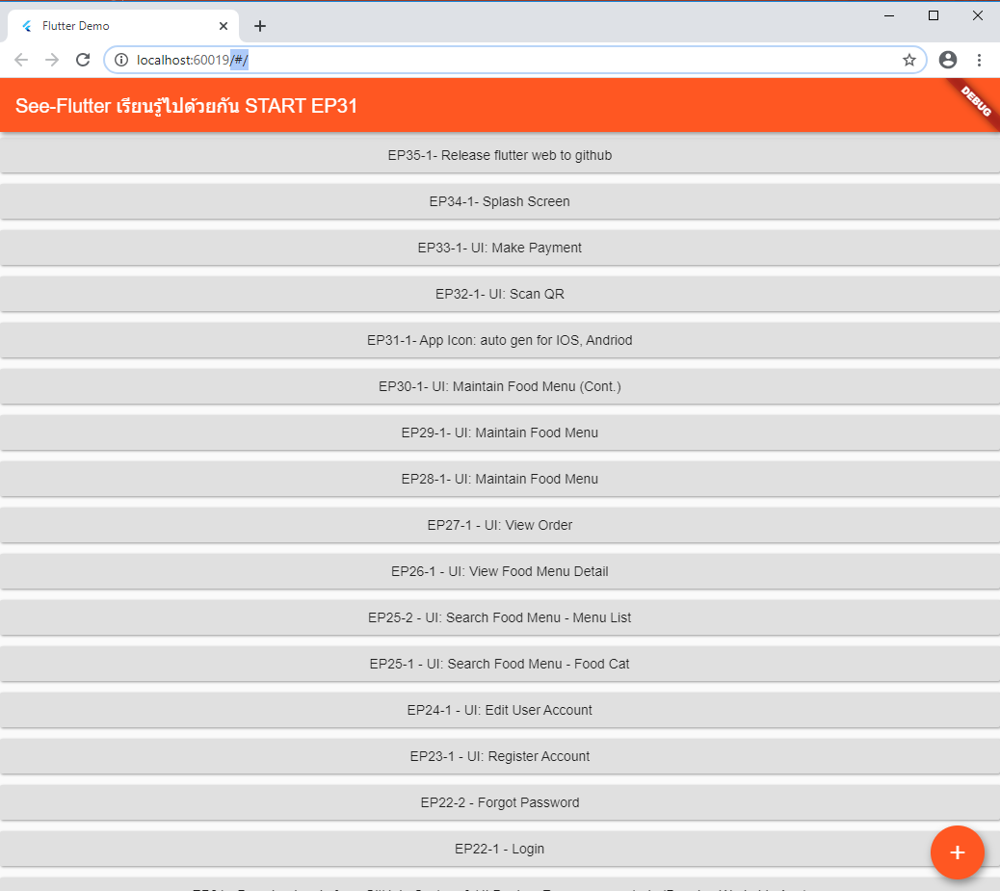 Flutter Demo
localhost:60019/#/
See-Flutter เรียนรู้ไปด้วยกัน START EP31
DEBUG
EP35-1- Release flutter web to github
EP34-1- Splash Screen
EP33-1- UI: Make Payment
EP32-1- UI: Scan QR
EP31-1- App Icon: auto gen for IOS, Andriod
EP30-1- UI: Maintain Food Menu (Cont.)
EP29-1- UI: Maintain Food Menu
EP28-1- UI: Maintain Food Menu
EP27-1 - UI: View Order
EP26-1 - UI: View Food Menu Detail
EP25-2 - UI: Search Food Menu - Menu List
EP25-1 - UI: Search Food Menu - Food Cat
EP24-1 - UI: Edit User Account
EP23-1 - UI: Register Account
EP22-2 - Forgot Password
EP22-1 - Login